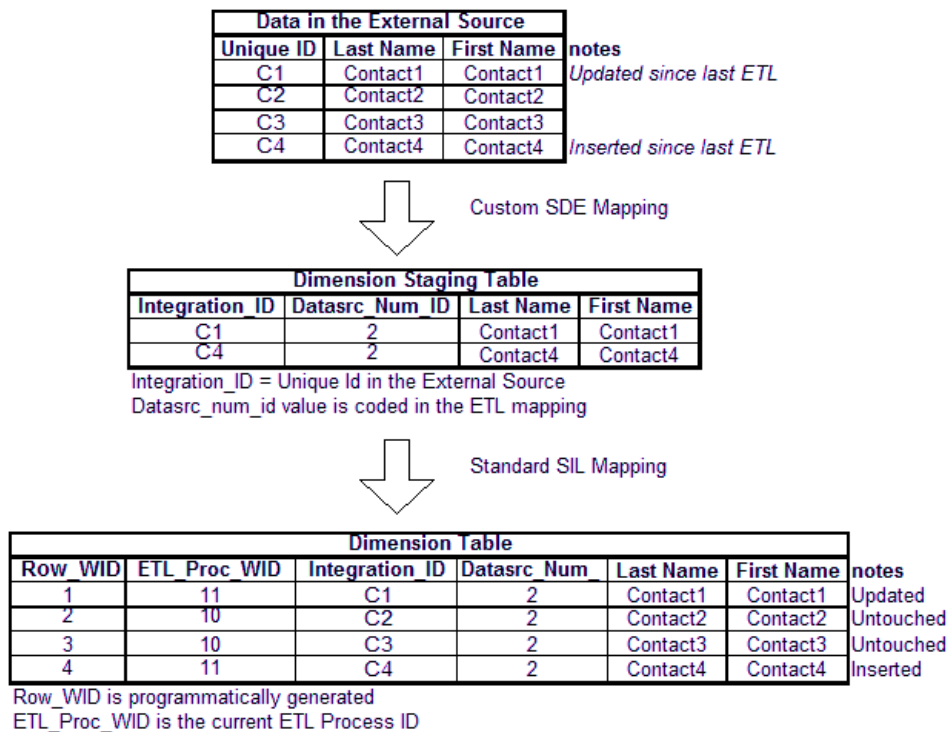 Data in the External Source
Unique ID Last Name First Name notes
C1 Contact1 Contact1 Updated since last ETL
C2 Contact2 Contact2
C3 Contact3 Contact3
C4 Contact4 Contact4 Inserted since last ETL
Custom SDE Mapping
Dimension Staging Table
Integration_ID Datasrc_Num_ID Last Name First Name
C1 2 Contact1 Contact1
C4 2 Contact4 Contact4
Integration_ID = Unique Id in the External Source
Datasrc_num_id value is coded in the ETL mapping
Standard SIL Mapping
Dimension Table
Row_WID ETL_Proc_WID Integration_ID Datasrc_Num_ Last Name First Name notes
1 11 C1 2 Contact1 Contact1 Updated
2 10 C2 2 Contact2 Contact2 Untouched
3 10 C3 2 Contact3 Contact3 Untouched
4 11 C4 2 Contact4 Contact4 Inserted
Row_WID is programmatically generated
ETL_Proc_WID is the current ETL Process ID